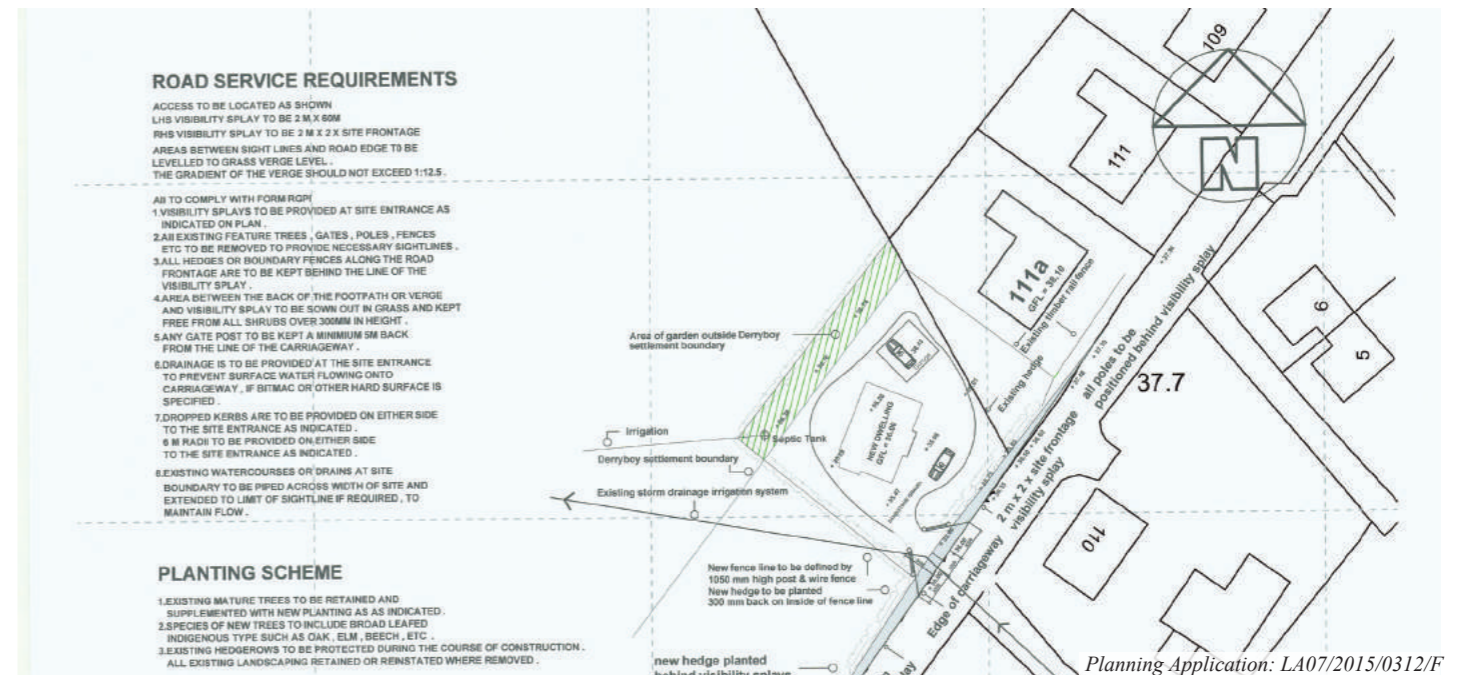 ROAD SERVICE REQUIREMENTS
ACCESS TO BE LOCATED AS SHOWN
LHS VISIBILITY SPLAY TO BE 2 M X 60M
RHS VISIBILITY SPLAY TO BE 2 M X 2 X SITE FRONTAGE
AREAS BETWEEN SIGHT LINES AND ROAD EDGE TO BE
LEVELLED TO GRASS VERGE LEVEL .
THE GRADIENT OF THE VERGE SHOULD NOT EXCEED 1:12.5 .
All TO COMPLY WITH FORM RGPI
1.VISIBILITY SPLAYS TO BE PROVIDED AT SITE ENTRANCE AS
INDICATED ON PLAN .
2.All EXISTING FEATURE TREES , GATES , POLES , FENCES
ETC TO BE REMOVED TO PROVIDE NECESSARY SIGHTLINES .
3.ALL HEDGES OR BOUNDARY FENCES ALONG THE ROAD
FRONTAGE ARE TO BE KEPT BEHIND THE LINE OF THE
VISIBILITY SPLAY .
4.AREA BETWEEN THE BACK OF THE FOOTPATH OR VERGE
AND VISIBILITY SPLAY TO BE SOWN OUT IN GRASS AND KEPT
FREE FROM ALL SHRUBS OVER 300MM IN HEIGHT .
5.ANY GATE POST TO BE KEPT A MINIMIUM 5M BACK
FROM THE LINE OF THE CARRIAGEWAY .
6.DRAINAGE IS TO BE PROVIDED AT THE SITE ENTRANCE
TO PREVENT SURFACE WATER FLOWING ONTO
CARRIAGEWAY , IF BITMAC OR OTHER HARD SURFACE IS
SPECIFIED .
7.DROPPED KERBS ARE TO BE PROVIDED ON EITHER SIDE
TO THE SITE ENTRANCE AS INDICATED .
6 M RADII TO BE PROVIDED ON EITHER SIDE
TO THE SITE ENTRANCE AS INDICATED .
8.EXISTING WATERCOURSES OR DRAINS AT SITE
BOUNDARY TO BE PIPED ACROSS WIDTH OF SITE AND
EXTENDED TO LIMIT OF SIGHTLINE IF REQUIRED , TO
MAINTAIN FLOW .
PLANTING SCHEME
1.EXISTING MATURE TREES TO BE RETAINED AND
SUPPLEMENTED WITH NEW PLANTING AS AS INDICATED .
2.SPECIES OF NEW TREES TO INCLUDE BROAD LEAFED
INDIGENOUS TYPE SUCH AS OAK , ELM , BEECH , ETC .
3.EXISTING HEDGEROWS TO BE PROTECTED DURING THE COURSE OF CONSTRUCTION .
ALL EXISTING LANDSCAPING RETAINED OR REINSTATED WHERE REMOVED .
Area of garden outside Derryboy
settlement boundary
Irrigation
Septic Tank
Derryboy settlement boundary
Existing storm drainage irrigation system
New fence line to be defined by
1050 mm high post & wire fence
New hedge to be planted
300 mm back on inside of fence line
new hedge planted
behind visibility splays
NEW DWELLING
109
111
N
111a
GFL = 38.10
Existing timber rail fence
Existing hedge
all poles to be
positioned behind visibility splay
2 m x 2 x site frontage
visibility splay
Edge of carriageway
37.7
6
5
110
Planning Application: LA07/2015/0312/F